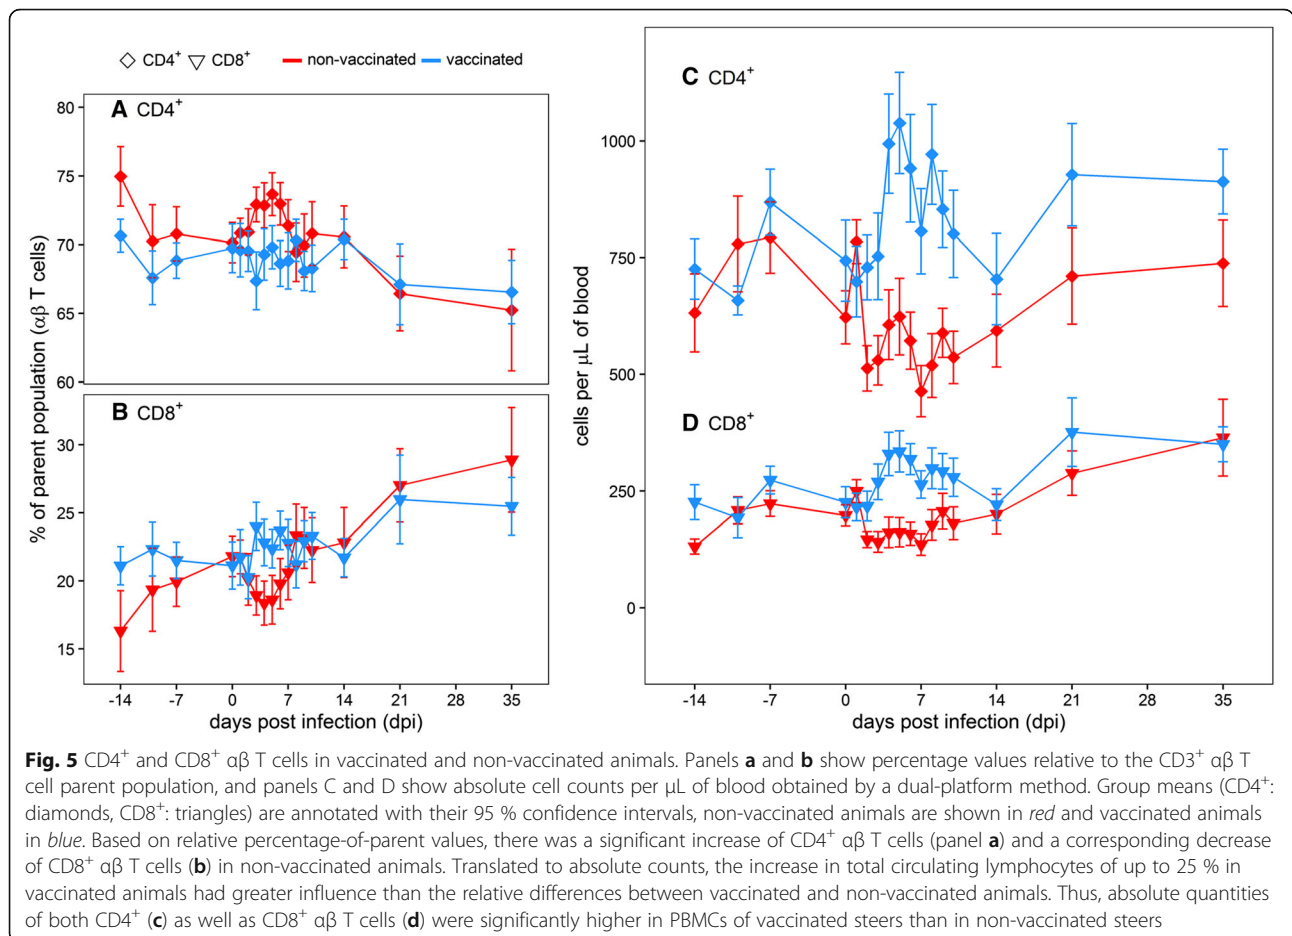 CD4+ CD8+ non-vaccinated vaccinated
A CD4+
80
75
70
65
60
B CD8+
30
25
20
15
% of parent population (αβ T cells)
-14 -7 0 7 14 21 28 35
days post infection (dpi)
C CD4+
1000
750
500
D CD8+
250
0
cells per µL of blood
-14 -7 0 7 14 21 28 35
days post infection (dpi)
Fig. 5 CD4+ and CD8+ αβ T cells in vaccinated and non-vaccinated animals. Panels a and b show percentage values relative to the CD3+ αβ T
cell parent population, and panels C and D show absolute cell counts per µL of blood obtained by a dual-platform method. Group means (CD4+:
diamonds, CD8+: triangles) are annotated with their 95 % confidence intervals, non-vaccinated animals are shown in red and vaccinated animals
in blue. Based on relative percentage-of-parent values, there was a significant increase of CD4+ αβ T cells (panel a) and a corresponding decrease
of CD8+ αβ T cells (b) in non-vaccinated animals. Translated to absolute counts, the increase in total circulating lymphocytes of up to 25 % in
vaccinated animals had greater influence than the relative differences between vaccinated and non-vaccinated animals. Thus, absolute quantities
of both CD4+ (c) as well as CD8+ αβ T cells (d) were significantly higher in PBMCs of vaccinated steers than in non-vaccinated steers